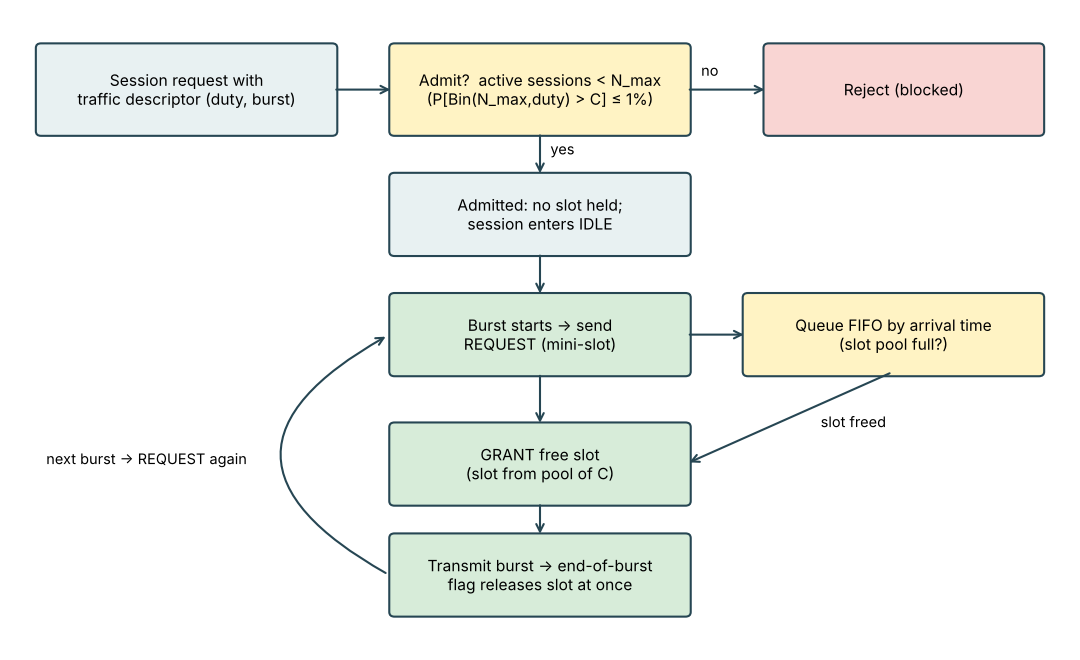 Session request with
traffic descriptor (duty, burst)
Admit?  active sessions < N_max
(P[Bin(N_max,duty) > C] ≤ 1%)
no
Reject (blocked)
yes
Admitted: no slot held;
session enters IDLE
Burst starts → send
REQUEST (mini-slot)
Queue FIFO by arrival time
(slot pool full?)
slot freed
GRANT free slot
(slot from pool of C)
next burst → REQUEST again
Transmit burst → end-of-burst
flag releases slot at once